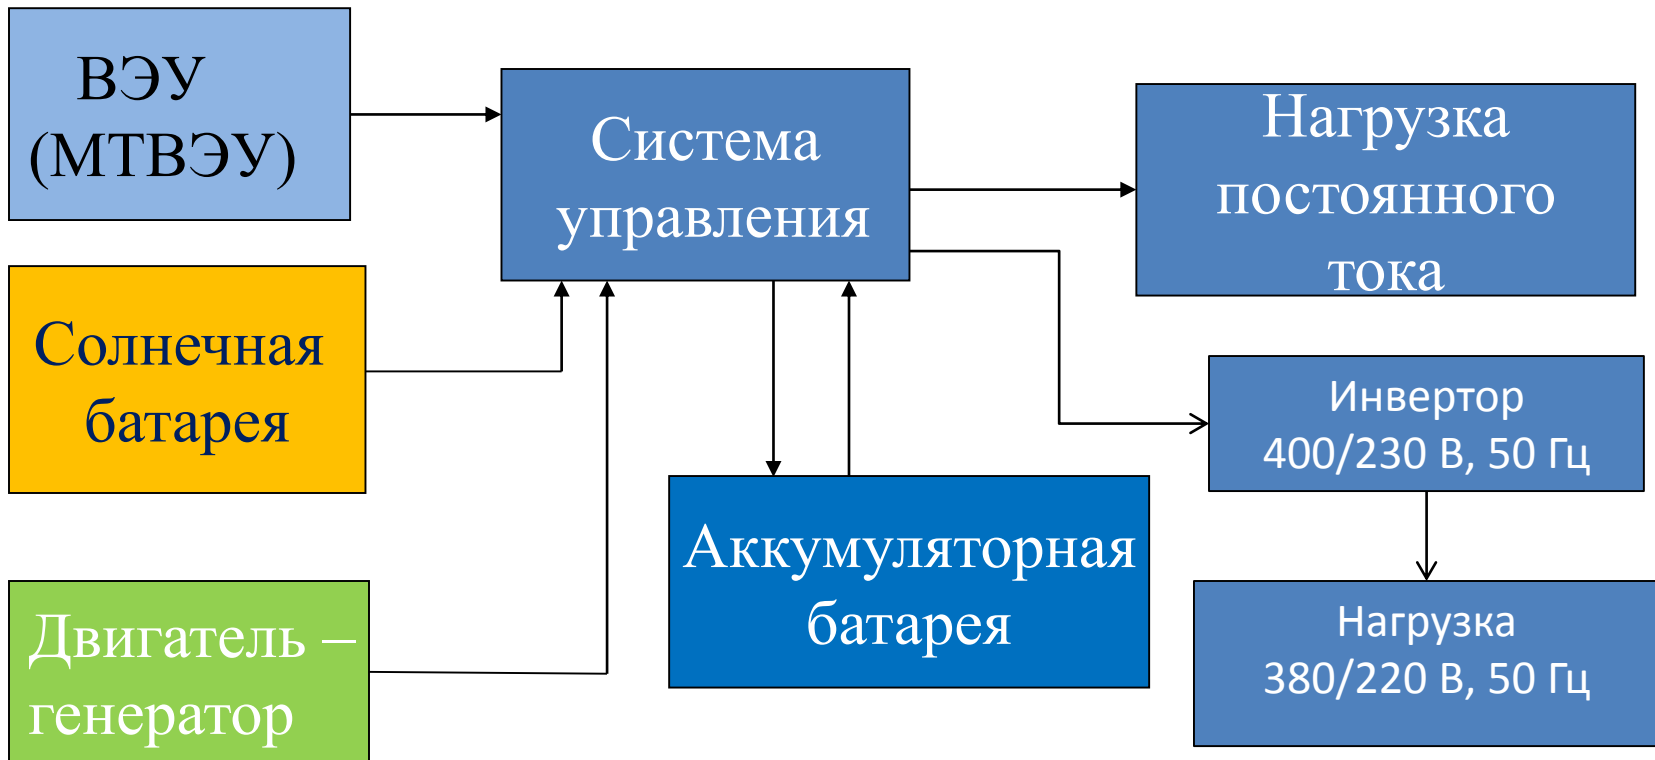 ВЭУ
(МТВЭУ)
Система
управления
Нагрузка
постоянного
тока
Солнечная
батарея
Инвертор
400/230 В, 50 Гц
Аккумуляторная
батарея
Двигатель –
генератор
Нагрузка
380/220 В, 50 Гц